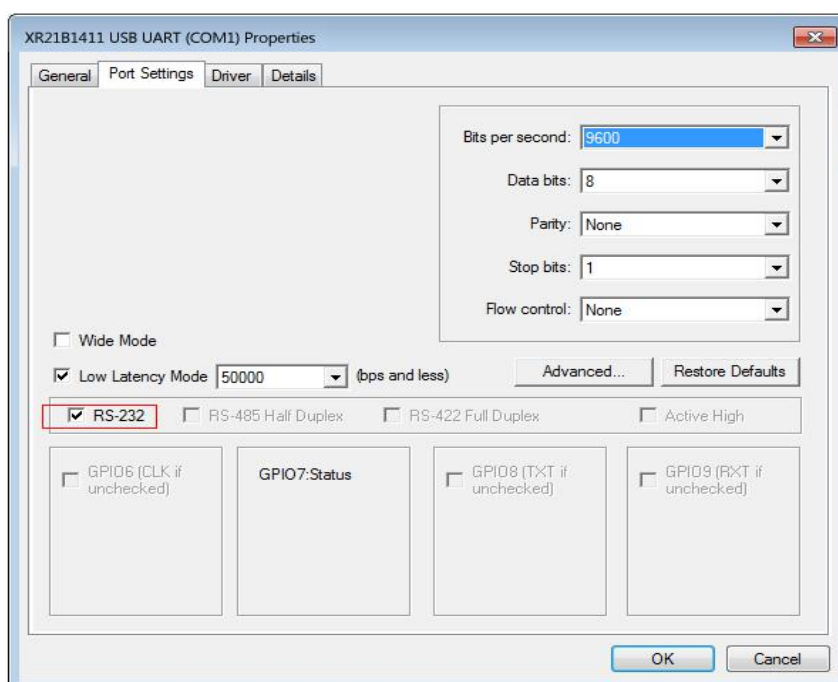 XR21B1411 USB UART (COM1) Properties
General Port Settings Driver Details
Bits per second: 9600
Data bits: 8
Parity: None
Stop bits: 1
Flow control: None
Wide Mode
Low Latency Mode 50000 (bps and less) Advanced... Restore Defaults
RS-232 RS-485 Half Duplex RS-422 Full Duplex Active High
GPIO6 (CLK if
unchecked)
GPIO7:Status
GPIO8 (TXT if
unchecked)
GPIO9 (RXT if
unchecked)
OK Cancel